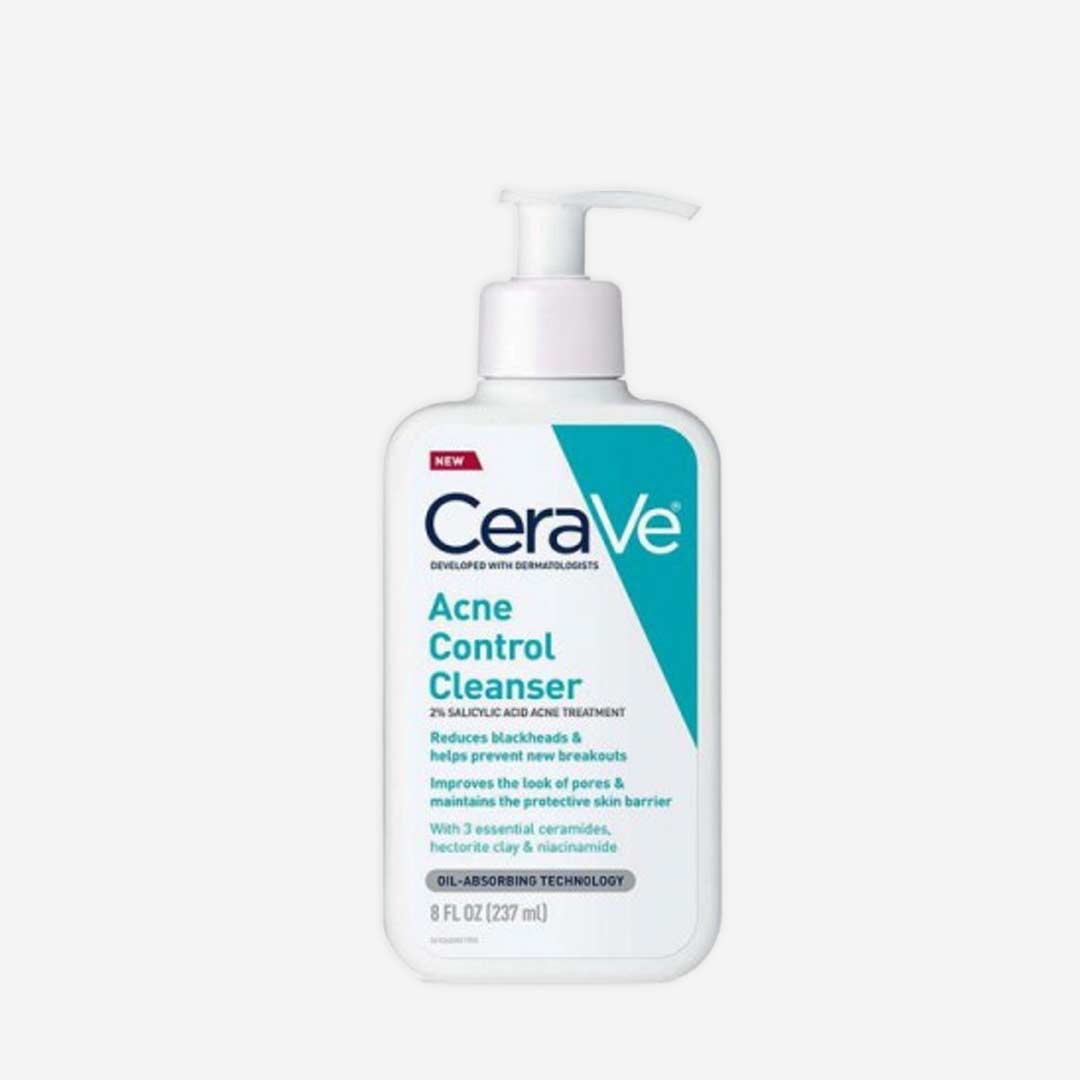 NEW
CeraVe®
DEVELOPED WITH DERMATOLOGISTS
Acne
Control
Cleanser
2% SALICYLIC ACID ACNE TREATMENT
Reduces blackheads &
helps prevent new breakouts
Improves the look of pores &
maintains the protective skin barrier
With 3 essential ceramides,
hectorite clay & niacinamide
OIL-ABSORBING TECHNOLOGY
8 FL OZ (237 ml)